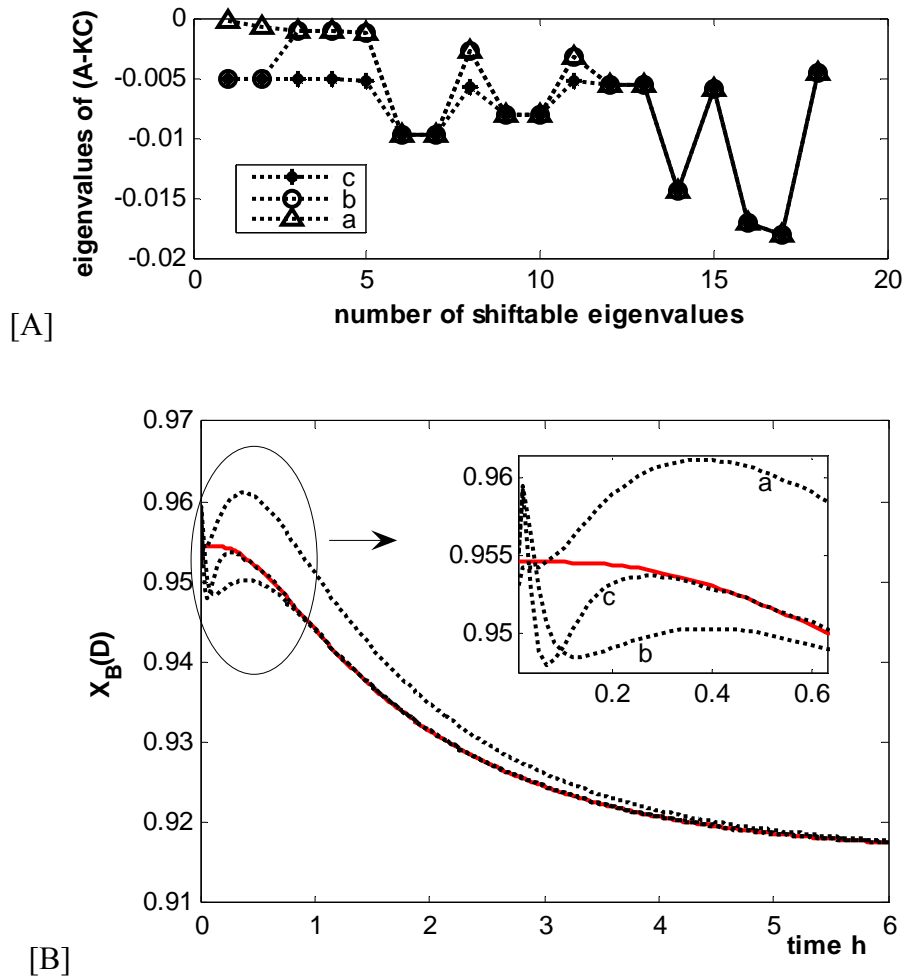 0
-0.005
-0.01
-0.015
-0.02
eigenvalues of (A-KC)
c
b
a
0 5 10 15 20
number of shiftable eigenvalues
[A]
0.97
0.96
0.95
0.94
0.93
0.92
0.91
X_B(D)
0.96
0.955
0.95
a
c
b
0.2 0.4 0.6
0 1 2 3 4 5 6
time h
[B]